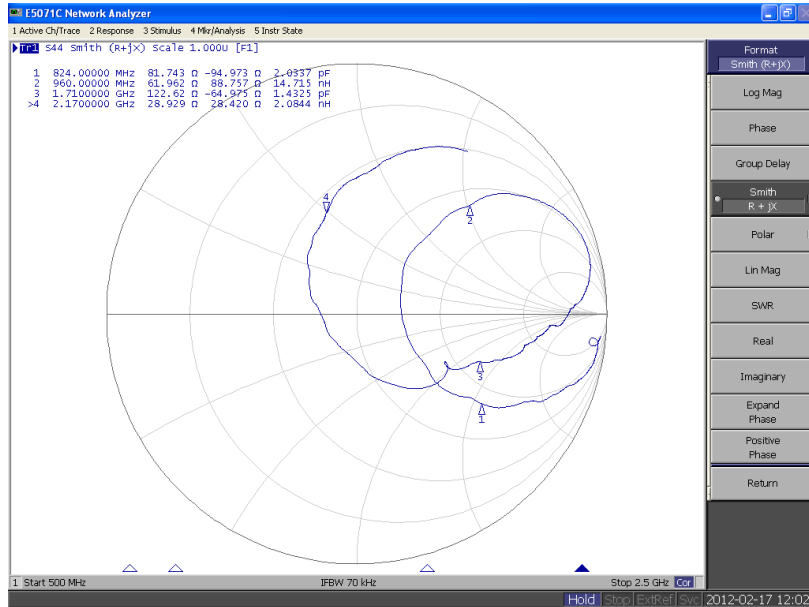 E5071C Network Analyzer
1 Active Ch/Trace 2 Response 3 Stimulus 4 Mkr/Analysis 5 Instr State
Tr1 S44 Smith (R+jX) Scale 1.000U [F1]
1 824.00000 MHz 81.743 Ω -94.973 Ω 2.0337 pF
2 960.00000 MHz 61.962 Ω 88.757 Ω 14.715 nH
3 1.7100000 GHz 122.62 Ω -64.975 Ω 1.4325 pF
>4 2.1700000 GHz 28.929 Ω 28.420 Ω 2.0844 nH
4
2
3
1
Format
Smith (R+jX)
Log Mag
Phase
Group Delay
Smith
R + jX
Polar
Lin Mag
SWR
Real
Imaginary
Expand
Phase
Positive
Phase
Return
1 Start 500 MHz IFBW 70 kHz Stop 2.5 GHz Cor
Hold Stop ExtRef Svc 2012-02-17 12:02